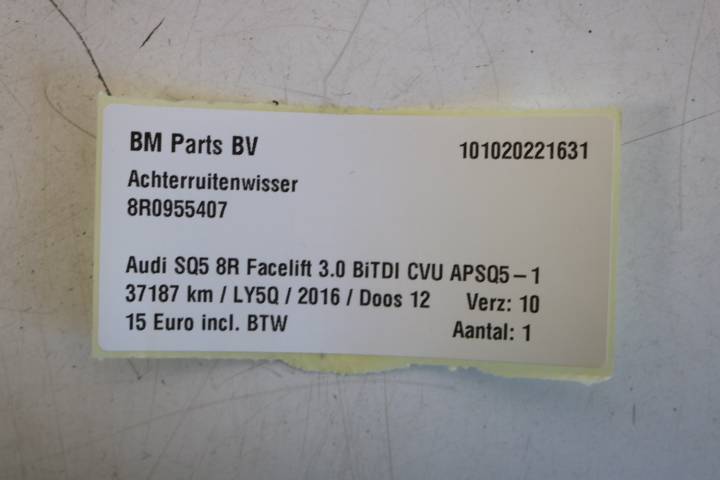 BM Parts BV 101020221631
Achterruitenwisser
8R0955407
Audi SQ5 8R Facelift 3.0 BiTDI CVU APSQ5-1
37187 km / LY5Q / 2016 / Doos 12 Verz: 10
15 Euro incl. BTW Aantal: 1